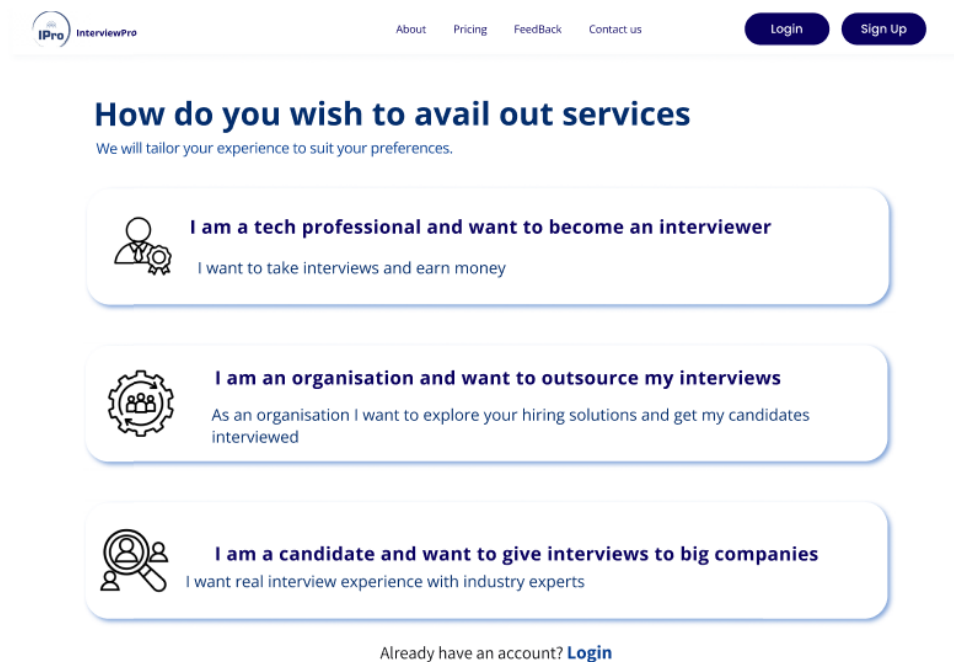 IPro InterviewPro
About Pricing FeedBack Contact us Login Sign Up
How do you wish to avail out services
We will tailor your experience to suit your preferences.
I am a tech professional and want to become an interviewer
I want to take interviews and earn money
I am an organisation and want to outsource my interviews
As an organisation I want to explore your hiring solutions and get my candidates
interviewed
I am a candidate and want to give interviews to big companies
I want real interview experience with industry experts
Already have an account? Login